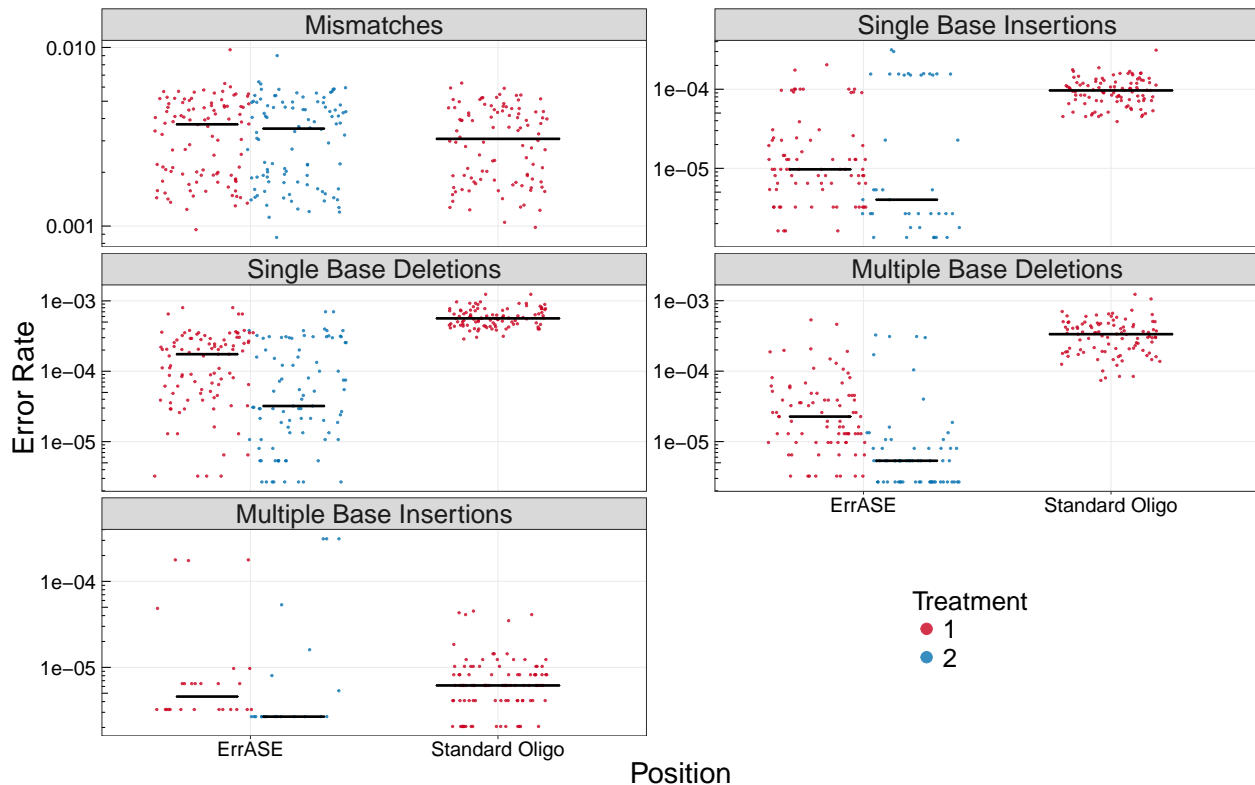 Mismatches
Single Base Insertions
0.010
0.001
1e−04
1e−05
Single Base Deletions
Multiple Base Deletions
1e−03
1e−04
1e−05
1e−03
1e−04
1e−05
Error Rate
ErrASE
Standard Oligo
Multiple Base Insertions
1e−04
1e−05
ErrASE
Standard Oligo
Treatment
1
2
Position